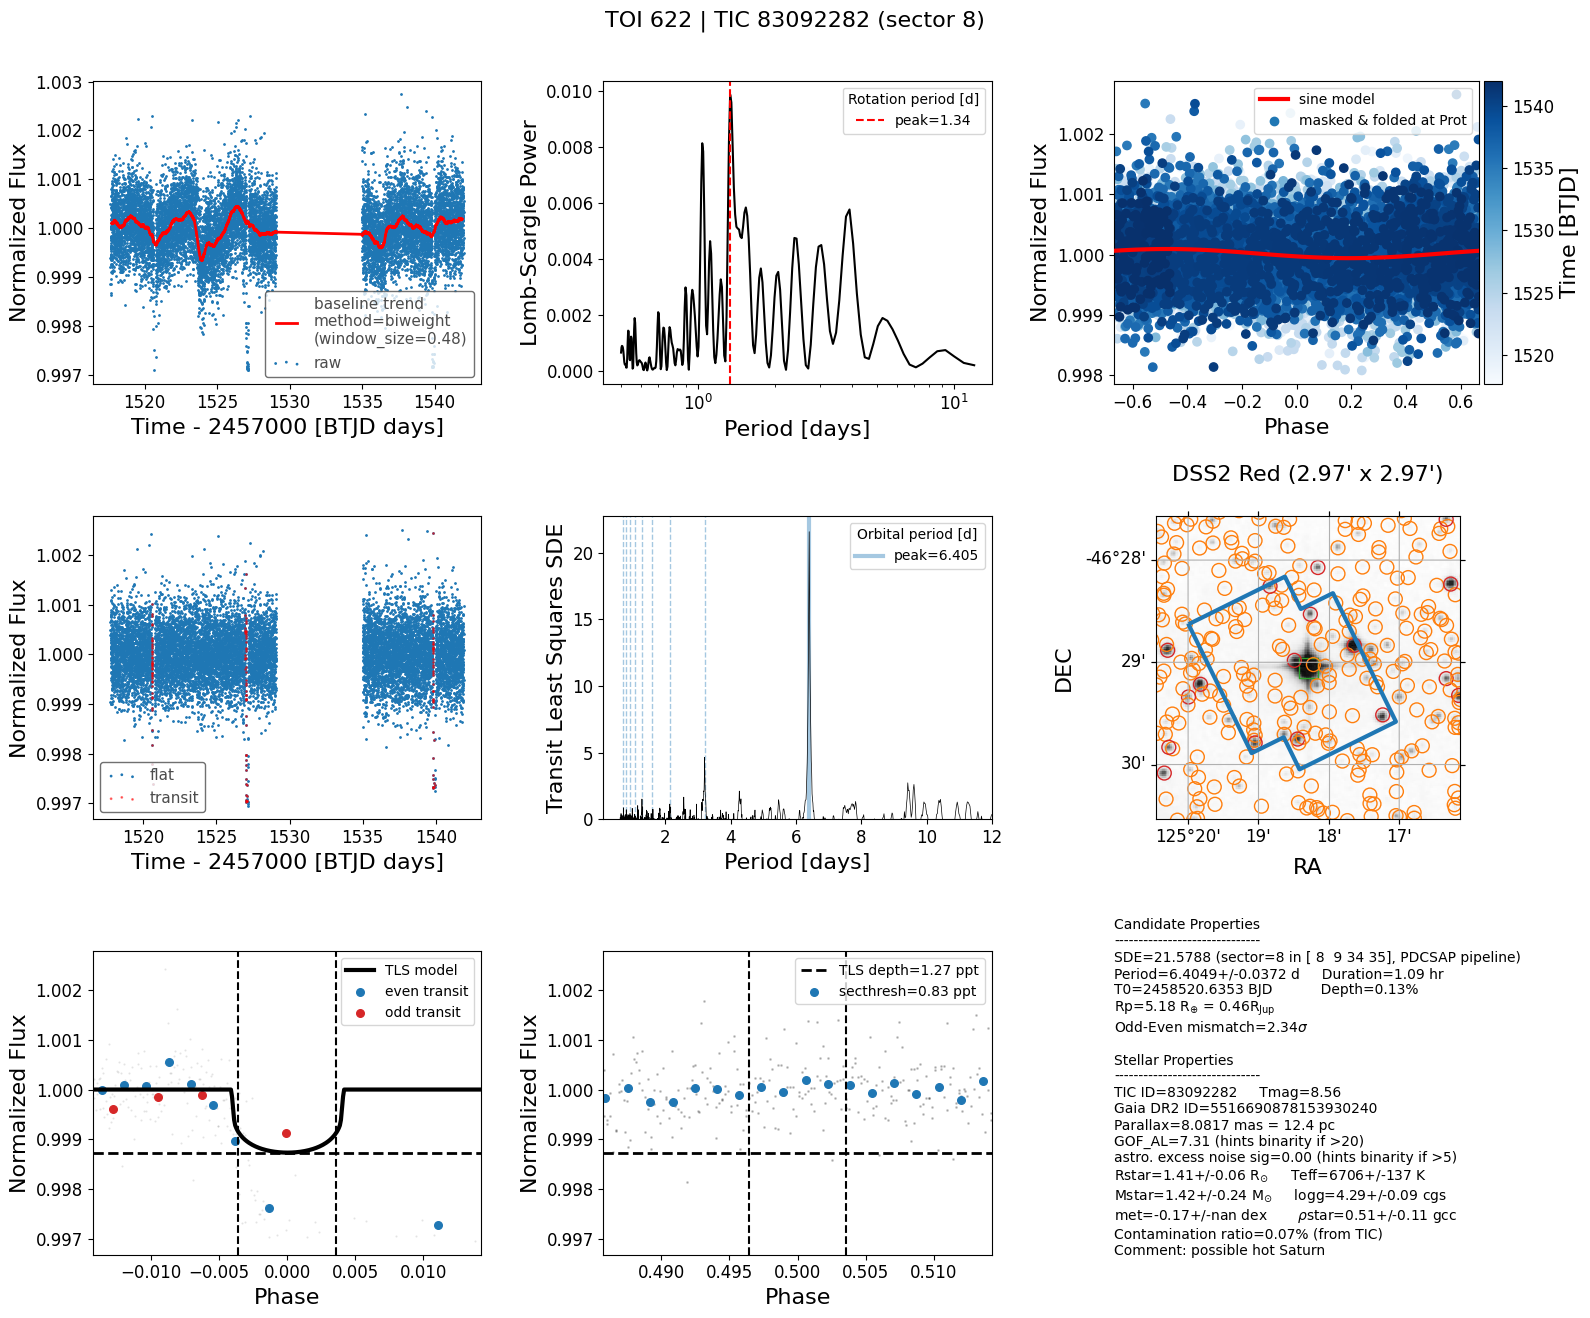 TOI 622 | TIC 83092282 (sector 8)
Normalized Flux
1.003
1.002
1.001
1.000
0.999
0.998
0.997
baseline trend
method=biweight
(window_size=0.48)
raw
1520
1525
1530
1535
1540
Time - 2457000 [BTJD days]
Lomb-Scargle Power
0.010
0.008
0.006
0.004
0.002
0.000
Rotation period [d]
peak=1.34
10⁰
10¹
Period [days]
Normalized Flux
1.002
1.001
1.000
0.999
0.998
sine model
masked & folded at Prot
−0.6
−0.4
−0.2
0.0
0.2
0.4
0.6
Phase
1540
1535
1530
1525
1520
Time [BTJD]
Normalized Flux
1.002
1.001
1.000
0.999
0.998
0.997
flat
transit
1520
1525
1530
1535
1540
Time - 2457000 [BTJD days]
Transit Least Squares SDE
20
15
10
5
0
Orbital period [d]
peak=6.405
2
4
6
8
10
12
Period [days]
DSS2 Red (2.97' x 2.97')
DEC
-46°28'
29'
30'
125°20'
19'
18'
17'
RA
Normalized Flux
1.002
1.001
1.000
0.999
0.998
0.997
TLS model
even transit
odd transit
−0.010
−0.005
0.000
0.005
0.010
Phase
Normalized Flux
1.002
1.001
1.000
0.999
0.998
0.997
TLS depth=1.27 ppt
secthresh=0.83 ppt
0.490
0.495
0.500
0.505
0.510
Phase
Candidate Properties
------------------------------
SDE=21.5788 (sector=8 in [ 8 9 34 35], PDCSAP pipeline)
Period=6.4049+/-0.0372 d Duration=1.09 hr
T0=2458520.6353 BJD Depth=0.13%
Rp=5.18 R⊕ = 0.46RJup
Odd-Even mismatch=2.34σ
Stellar Properties
------------------------------
TIC ID=83092282 Tmag=8.56
Gaia DR2 ID=5516690878153930240
Parallax=8.0817 mas = 12.4 pc
GOF_AL=7.31 (hints binarity if >20)
astro. excess noise sig=0.00 (hints binarity if >5)
Rstar=1.41+/-0.06 R☉ Teff=6706+/-137 K
Mstar=1.42+/-0.24 M☉ logg=4.29+/-0.09 cgs
met=-0.17+/-nan dex ρstar=0.51+/-0.11 gcc
Contamination ratio=0.07% (from TIC)
Comment: possible hot Saturn